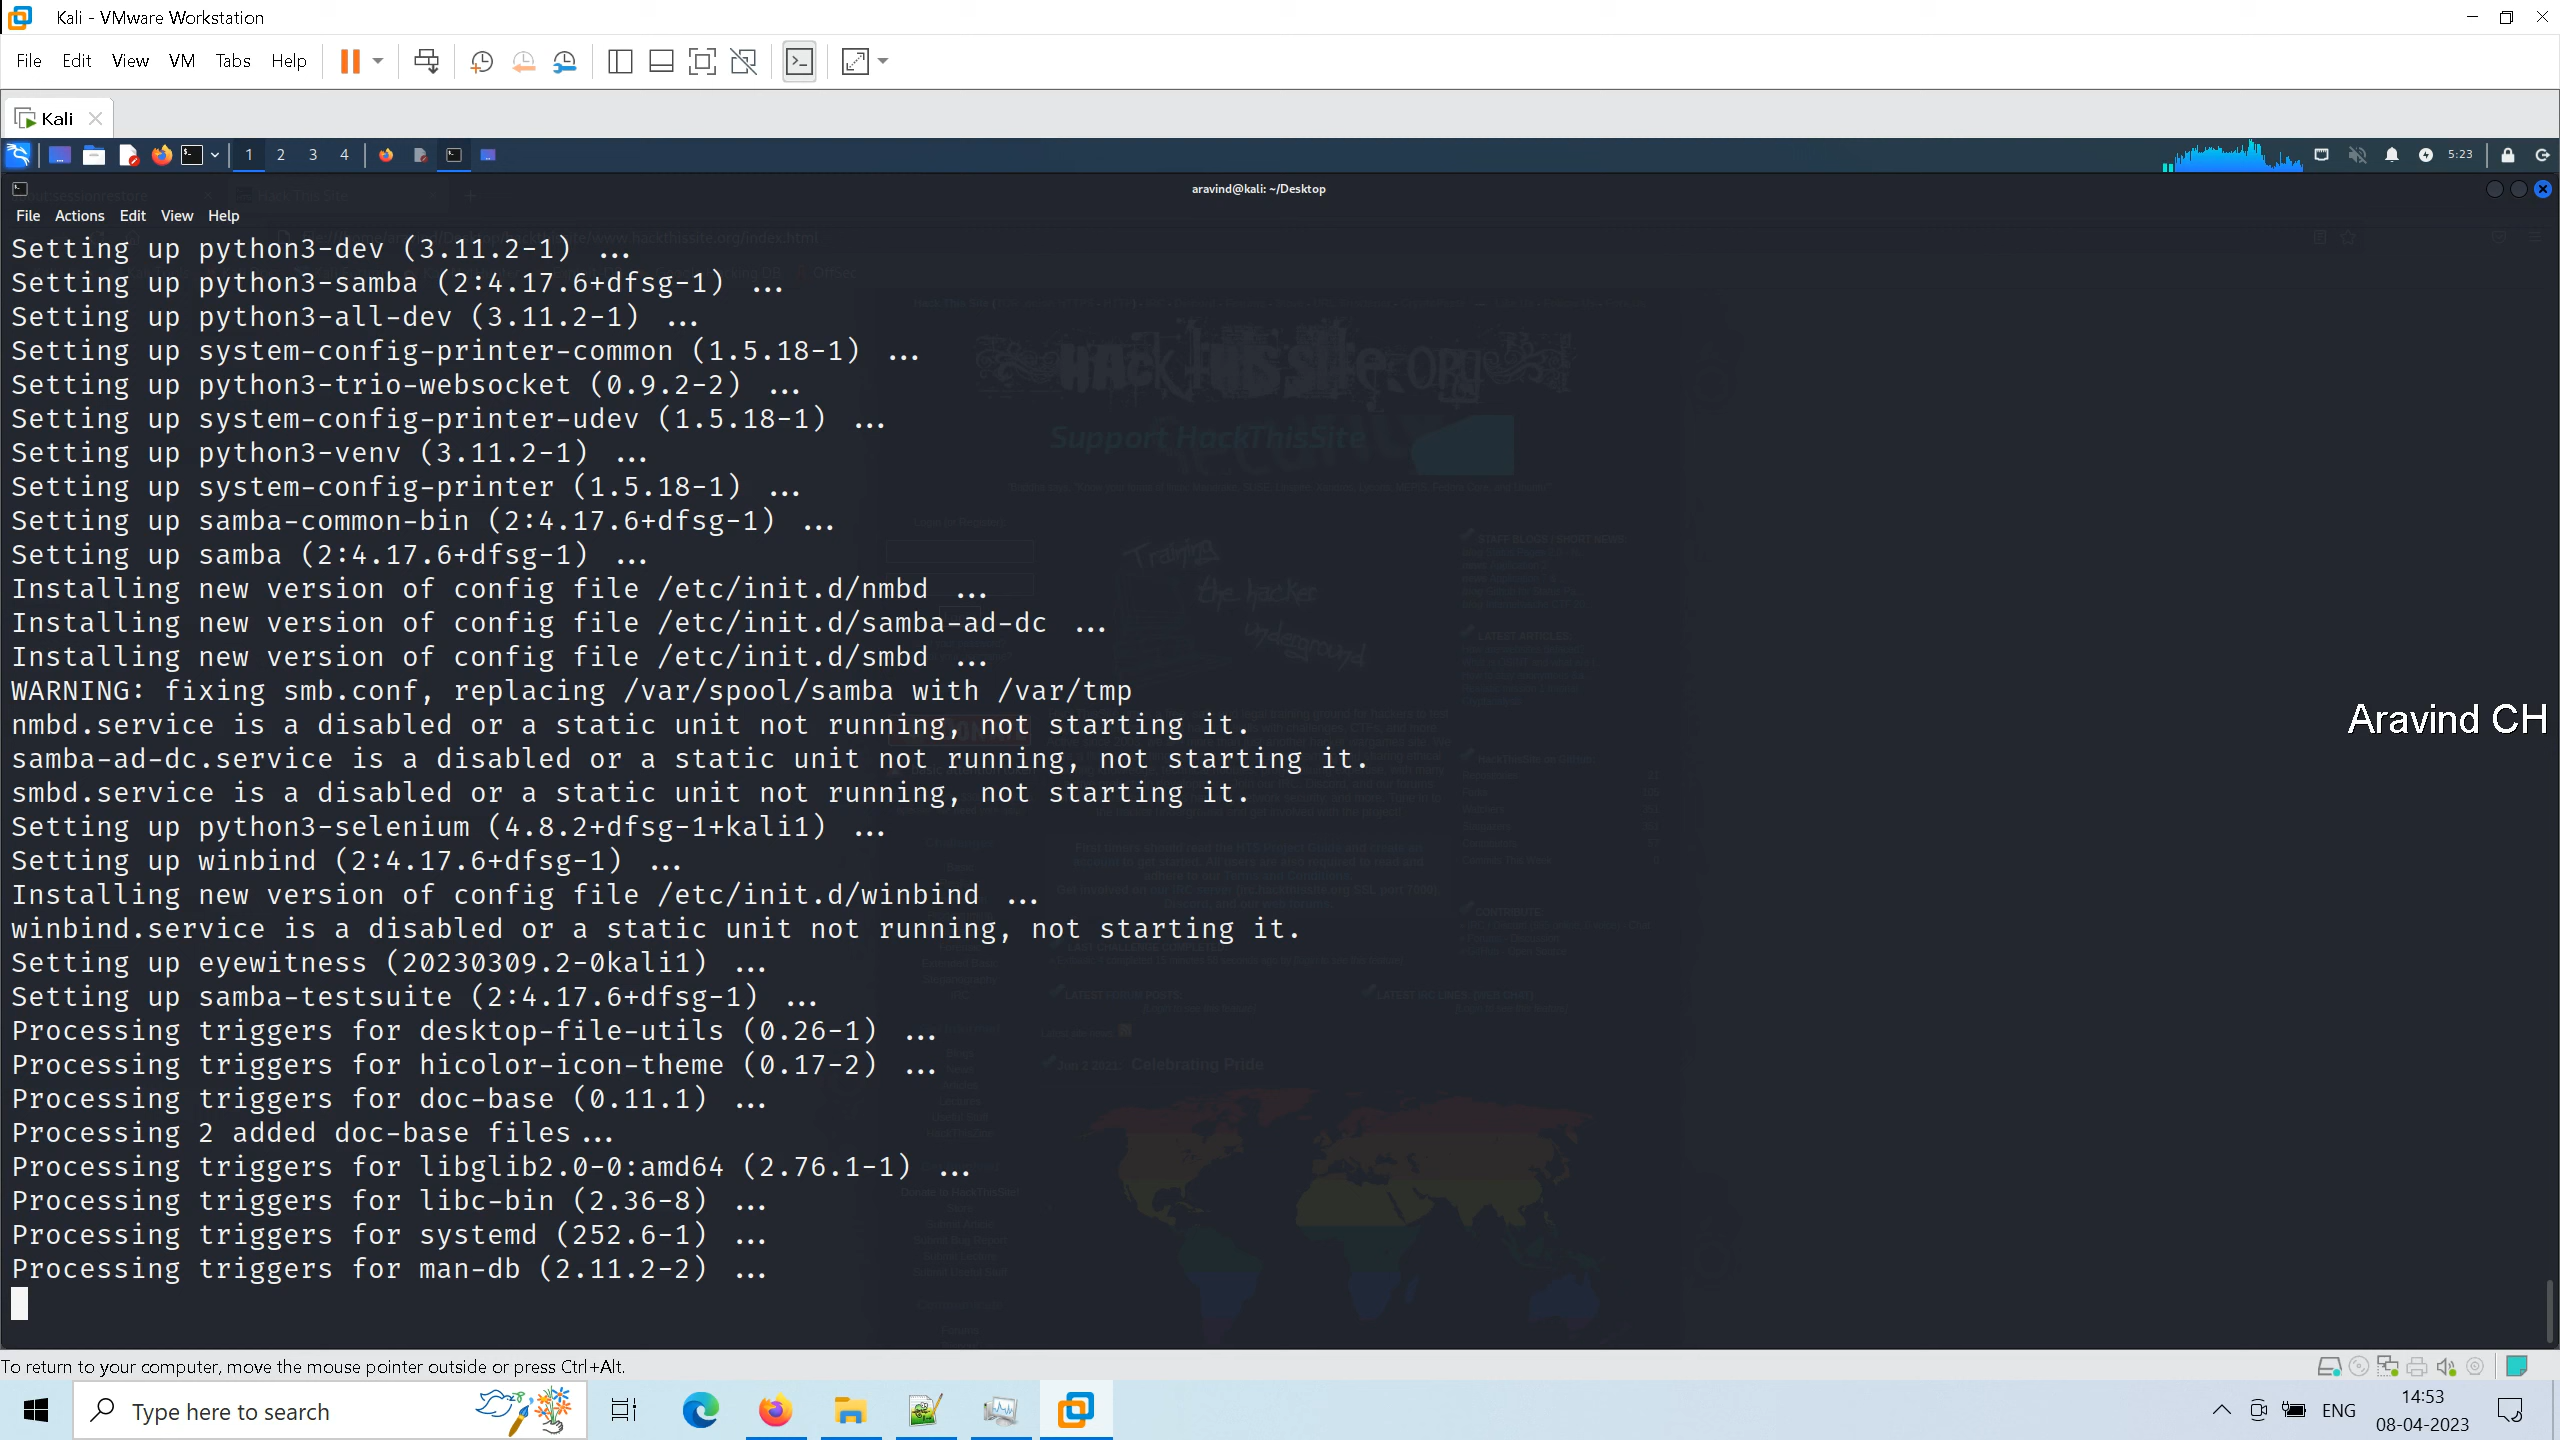 Kali - VMware Workstation
File Edit View VM Tabs Help
Kali
1 2 3 4
5:23
aravind@kali: ~/Desktop
File Actions Edit View Help
Setting up python3-dev (3.11.2-1) ...
Setting up python3-samba (2:4.17.6+dfsg-1) ...
Setting up python3-all-dev (3.11.2-1) ...
Setting up system-config-printer-common (1.5.18-1) ...
Setting up python3-trio-websocket (0.9.2-2) ...
Setting up system-config-printer-udev (1.5.18-1) ...
Setting up python3-venv (3.11.2-1) ...
Setting up system-config-printer (1.5.18-1) ...
Setting up samba-common-bin (2:4.17.6+dfsg-1) ...
Setting up samba (2:4.17.6+dfsg-1) ...
Installing new version of config file /etc/init.d/nmbd ...
Installing new version of config file /etc/init.d/samba-ad-dc ...
Installing new version of config file /etc/init.d/smbd ...
WARNING: fixing smb.conf, replacing /var/spool/samba with /var/tmp
nmbd.service is a disabled or a static unit not running, not starting it.
samba-ad-dc.service is a disabled or a static unit not running, not starting it.
smbd.service is a disabled or a static unit not running, not starting it.
Setting up python3-selenium (4.8.2+dfsg-1+kali1) ...
Setting up winbind (2:4.17.6+dfsg-1) ...
Installing new version of config file /etc/init.d/winbind ...
winbind.service is a disabled or a static unit not running, not starting it.
Setting up eyewitness (20230309.2-0kali1) ...
Setting up samba-testsuite (2:4.17.6+dfsg-1) ...
Processing triggers for desktop-file-utils (0.26-1) ...
Processing triggers for hicolor-icon-theme (0.17-2) ...
Processing triggers for doc-base (0.11.1) ...
Processing 2 added doc-base files...
Processing triggers for libglib2.0-0:amd64 (2.76.1-1) ...
Processing triggers for libc-bin (2.36-8) ...
Processing triggers for systemd (252.6-1) ...
Processing triggers for man-db (2.11.2-2) ...
Hack This Site.org
Support HackThisSite
Training
the hacker
underground
Celebrating Pride
Aravind CH
To return to your computer, move the mouse pointer outside or press Ctrl+Alt.
Type here to search
ENG
14:53
08-04-2023